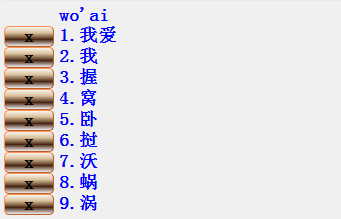 wo'ai
x 1.我爱
x 2.我
x 3.握
x 4.窝
x 5.卧
x 6.挝
x 7.沃
x 8.蜗
x 9.涡